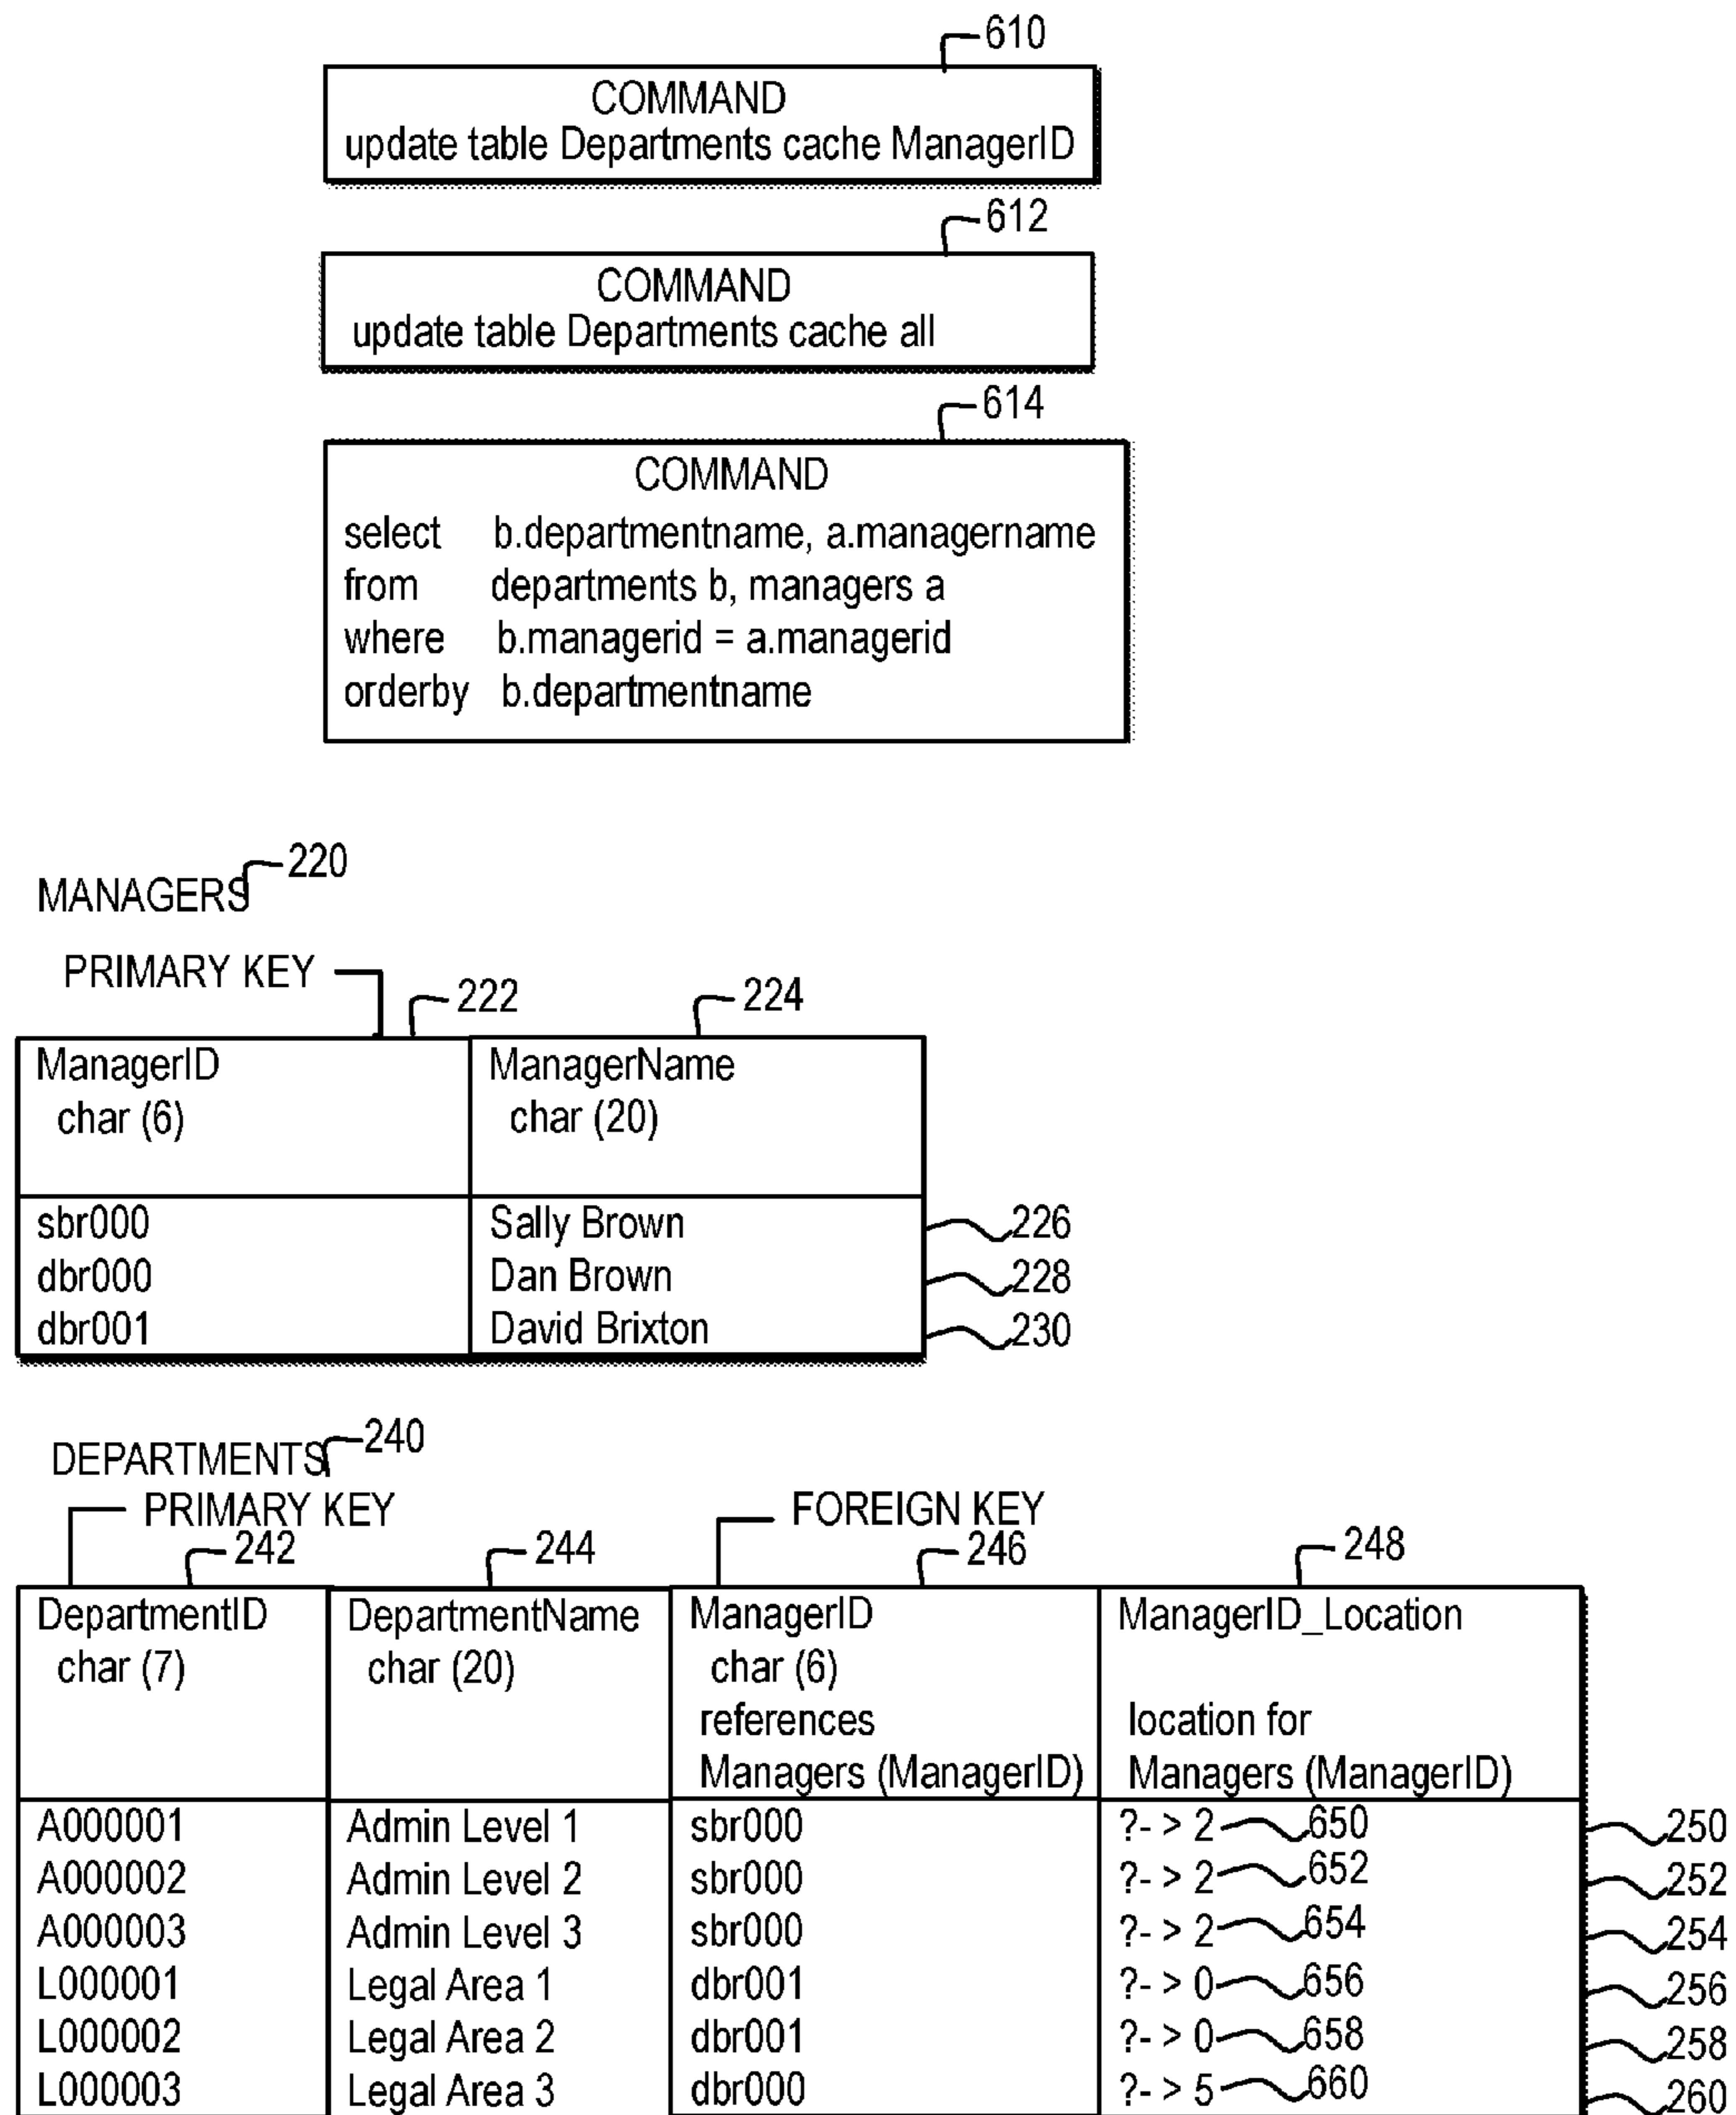 610
COMMAND
update table Departments cache ManagerID
612
COMMAND
update table Departments cache all
614
COMMAND
select b.departmentname, a.managername
from departments b, managers a
where b.managerid = a.managerid
orderby b.departmentname
MANAGERS 220
PRIMARY KEY
222 224
ManagerID ManagerName
char (6) char (20)
sbr000 Sally Brown 226
dbr000 Dan Brown 228
dbr001 David Brixton 230
DEPARTMENTS 240
PRIMARY KEY FOREIGN KEY
242 244 246 248
DepartmentID DepartmentName ManagerID ManagerID_Location
char (7) char (20) char (6)
references location for
Managers (ManagerID) Managers (ManagerID)
A000001 Admin Level 1 sbr000 ?- > 2 650 250
A000002 Admin Level 2 sbr000 ?- > 2 652 252
A000003 Admin Level 3 sbr000 ?- > 2 654 254
L000001 Legal Area 1 dbr001 ?- > 0 656 256
L000002 Legal Area 2 dbr001 ?- > 0 658 258
L000003 Legal Area 3 dbr000 ?- > 5 660 260